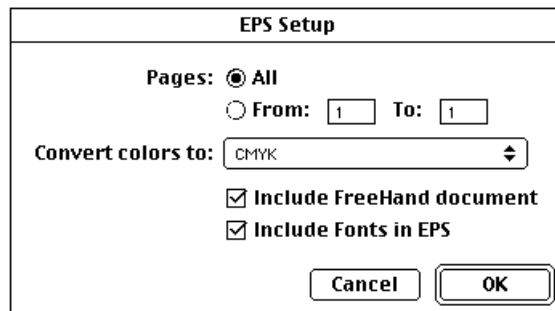 EPS Setup
Pages: All
From: 1 To: 1
Convert colors to: CMYK
Include FreeHand document
Include Fonts in EPS
Cancel OK